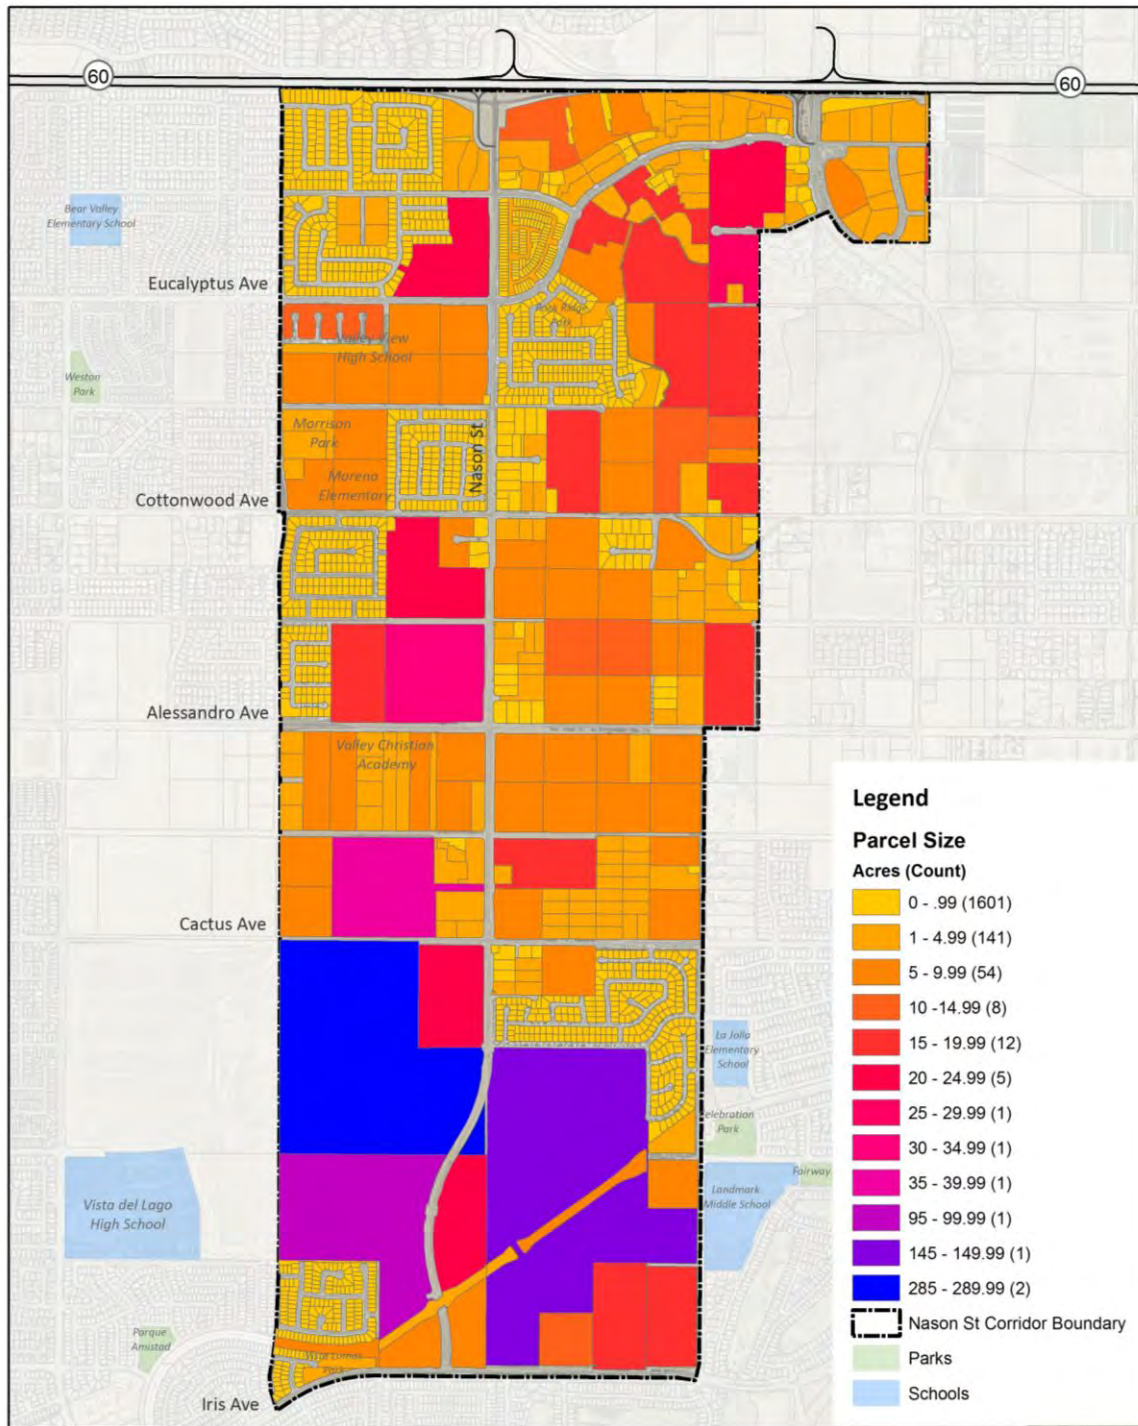 60
60
Bear Valley
Elementary School
Eucalyptus Ave
Valley View
High School
Weston
Park
Morrison
Park
Nason St
Moreno
Elementary
Cottonwood Ave
Alessandro Ave
Valley Christian
Academy
Cactus Ave
La Jolla
Elementary
School
Celebration
Park
Fairway
Landmark
Middle School
Vista del Lago
High School
Parque
Amistad
Park
Iris Ave
Legend
Parcel Size
Acres (Count)
0 - .99 (1601)
1 - 4.99 (141)
5 - 9.99 (54)
10 -14.99 (8)
15 - 19.99 (12)
20 - 24.99 (5)
25 - 29.99 (1)
30 - 34.99 (1)
35 - 39.99 (1)
95 - 99.99 (1)
145 - 149.99 (1)
285 - 289.99 (2)
Nason St Corridor Boundary
Parks
Schools